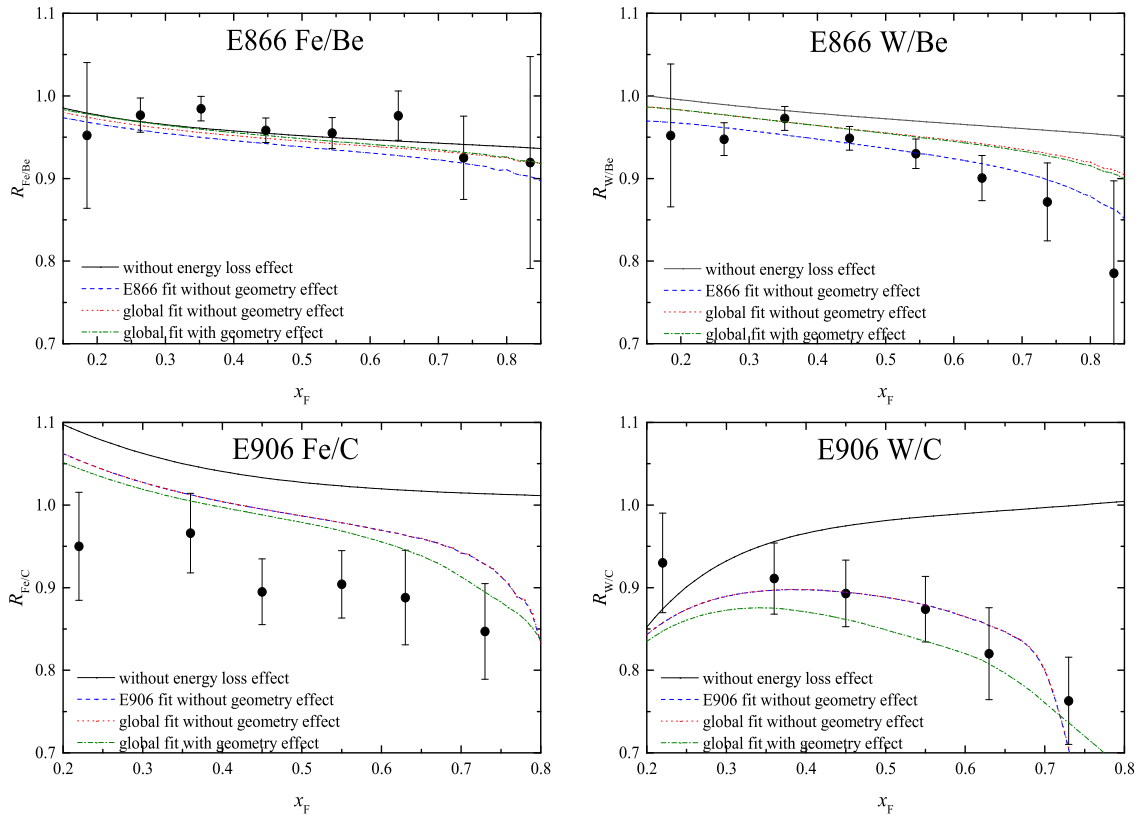 E866 Fe/Be
1.1
1.0
0.9
0.8
0.7
R Fe/Be
without energy loss effect
E866 fit without geometry effect
global fit without geometry effect
global fit with geometry effect
0.2 0.3 0.4 0.5 0.6 0.7 0.8
x F
E866 W/Be
1.1
1.0
0.9
0.8
0.7
R W/Be
without energy loss effect
E866 fit without geometry effect
global fit without geometry effect
global fit with geometry effect
0.2 0.3 0.4 0.5 0.6 0.7 0.8
x F
E906 Fe/C
1.1
1.0
0.9
0.8
0.7
R Fe/C
without energy loss effect
E906 fit without geometry effect
global fit without geometry effect
global fit with geometry effect
0.2 0.3 0.4 0.5 0.6 0.7 0.8
x F
E906 W/C
1.1
1.0
0.9
0.8
0.7
R W/C
without energy loss effect
E906 fit without geometry effect
global fit without geometry effect
global fit with geometry effect
0.2 0.3 0.4 0.5 0.6 0.7 0.8
x F